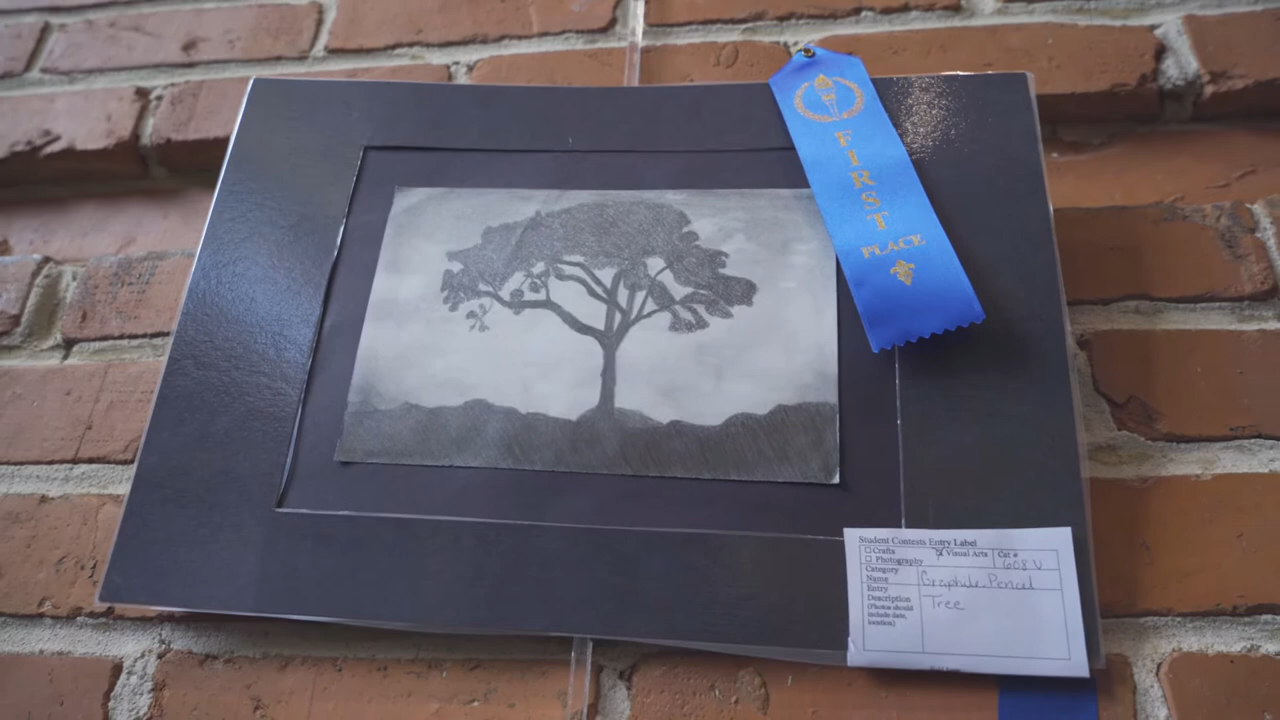 FIRST
PLACE
Student Contests Entry Label
☐ Crafts ☒ Visual Arts Cat #
☐ Photography 608 V
Category
Name Graphite Pencil
Entry
Description Tree
(Photos should
include date,
location)